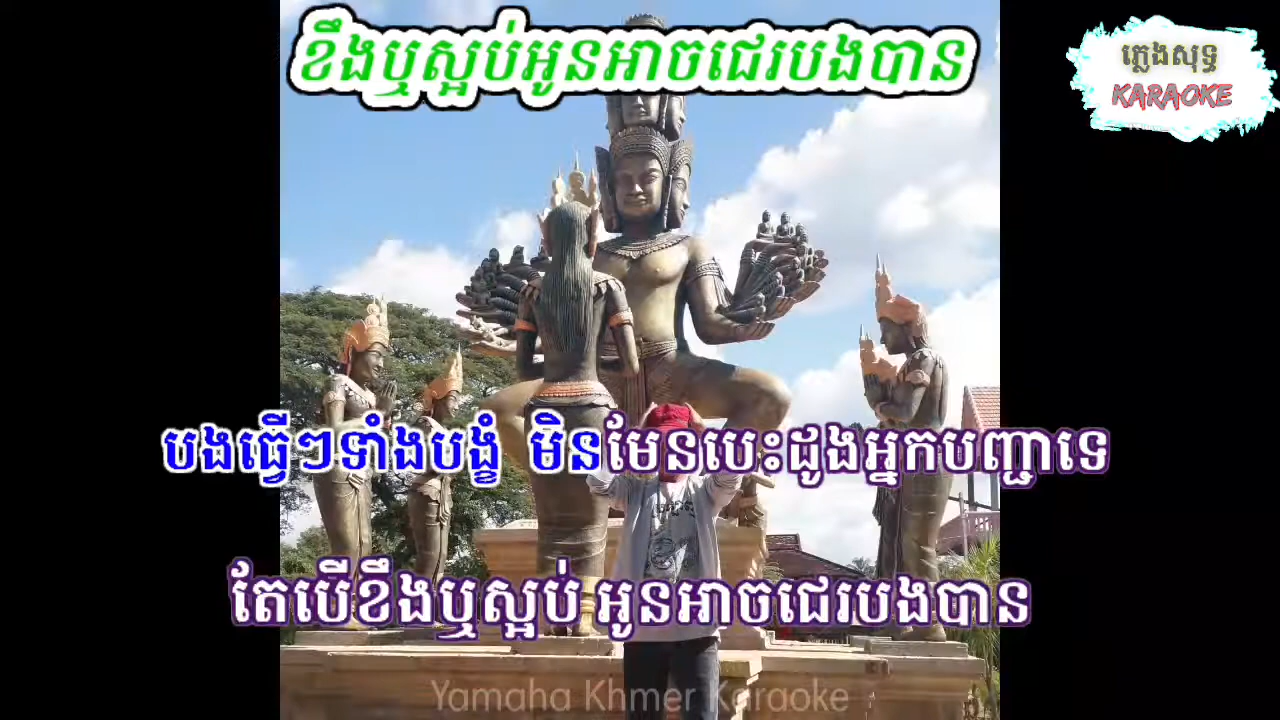 ខឹងឬស្អប់អូនអាចជេរបងបាន
ភ្លេងសុទ្ធ
KARAOKE
បងធ្វើៗទាំងបង្ខំ មិនមែនបេះដូងអ្នកបញ្ជាទេ
តែបើខឹងឬស្អប់ អូនអាចជេរបងបាន
Yamaha Khmer Karaoke